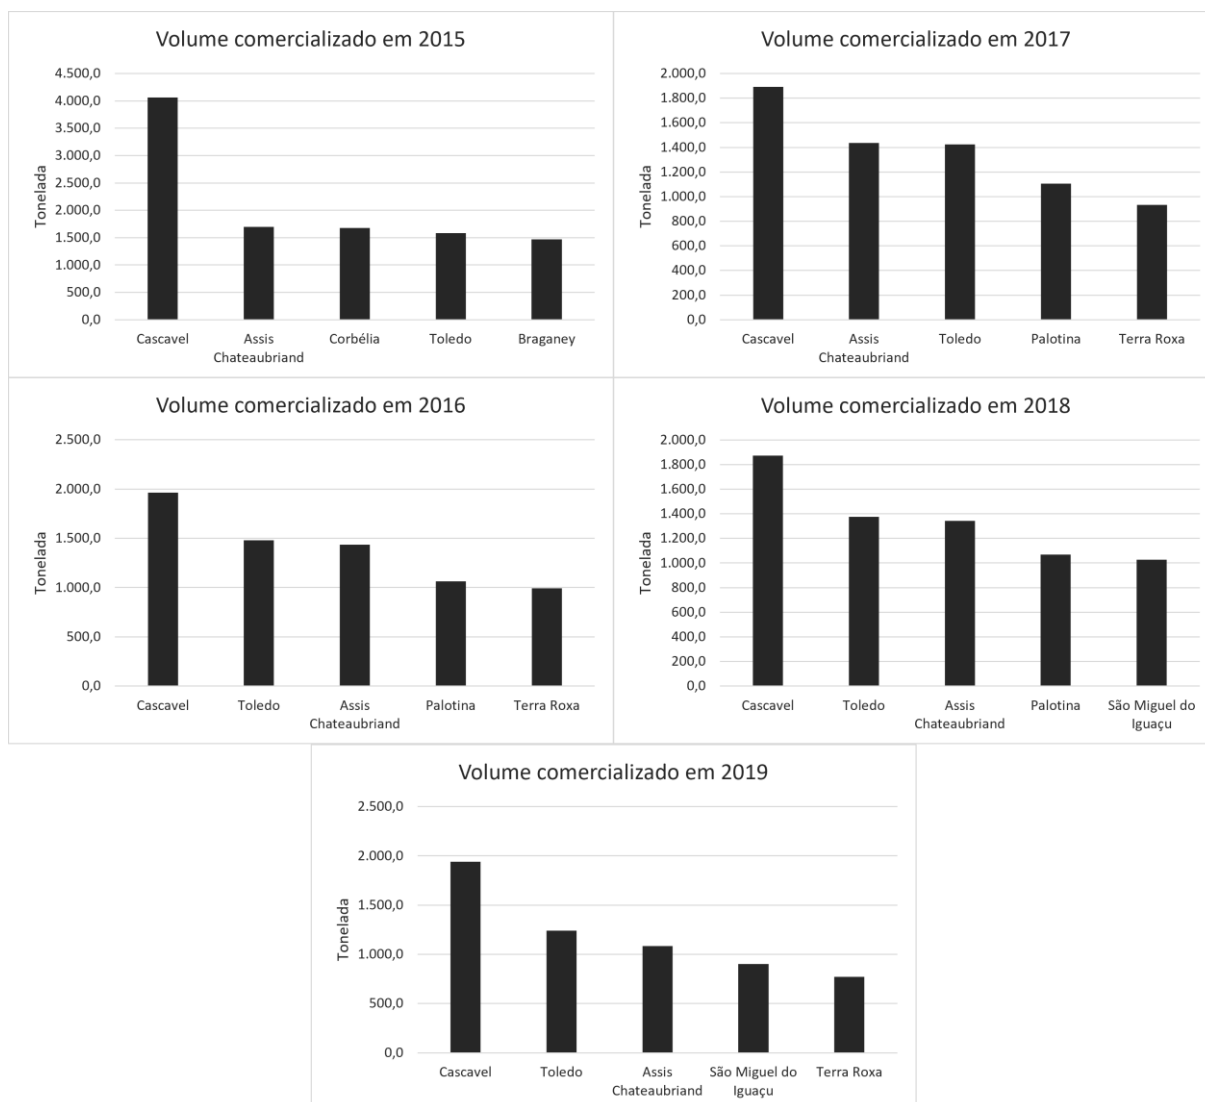 Volume comercializado em 2015
4.500,0
4.000,0
3.500,0
3.000,0
2.500,0
2.000,0
1.500,0
1.000,0
500,0
0,0
Tonelada
Cascavel Assis Corbélia Toledo Braganey
Chateaubriand
Volume comercializado em 2017
2.000,0
1.800,0
1.600,0
1.400,0
1.200,0
1.000,0
800,0
600,0
400,0
200,0
0,0
Tonelada
Cascavel Assis Toledo Palotina Terra Roxa
Chateaubriand
Volume comercializado em 2016
2.500,0
2.000,0
1.500,0
1.000,0
500,0
0,0
Tonelada
Cascavel Toledo Assis Palotina Terra Roxa
Chateaubriand
Volume comercializado em 2018
2.000,0
1.800,0
1.600,0
1.400,0
1.200,0
1.000,0
800,0
600,0
400,0
200,0
0,0
Tonelada
Cascavel Toledo Assis Palotina São Miguel do
Chateaubriand Iguaçu
Volume comercializado em 2019
2.500,0
2.000,0
1.500,0
1.000,0
500,0
0,0
Tonelada
Cascavel Toledo Assis São Miguel do Terra Roxa
Chateaubriand Iguaçu